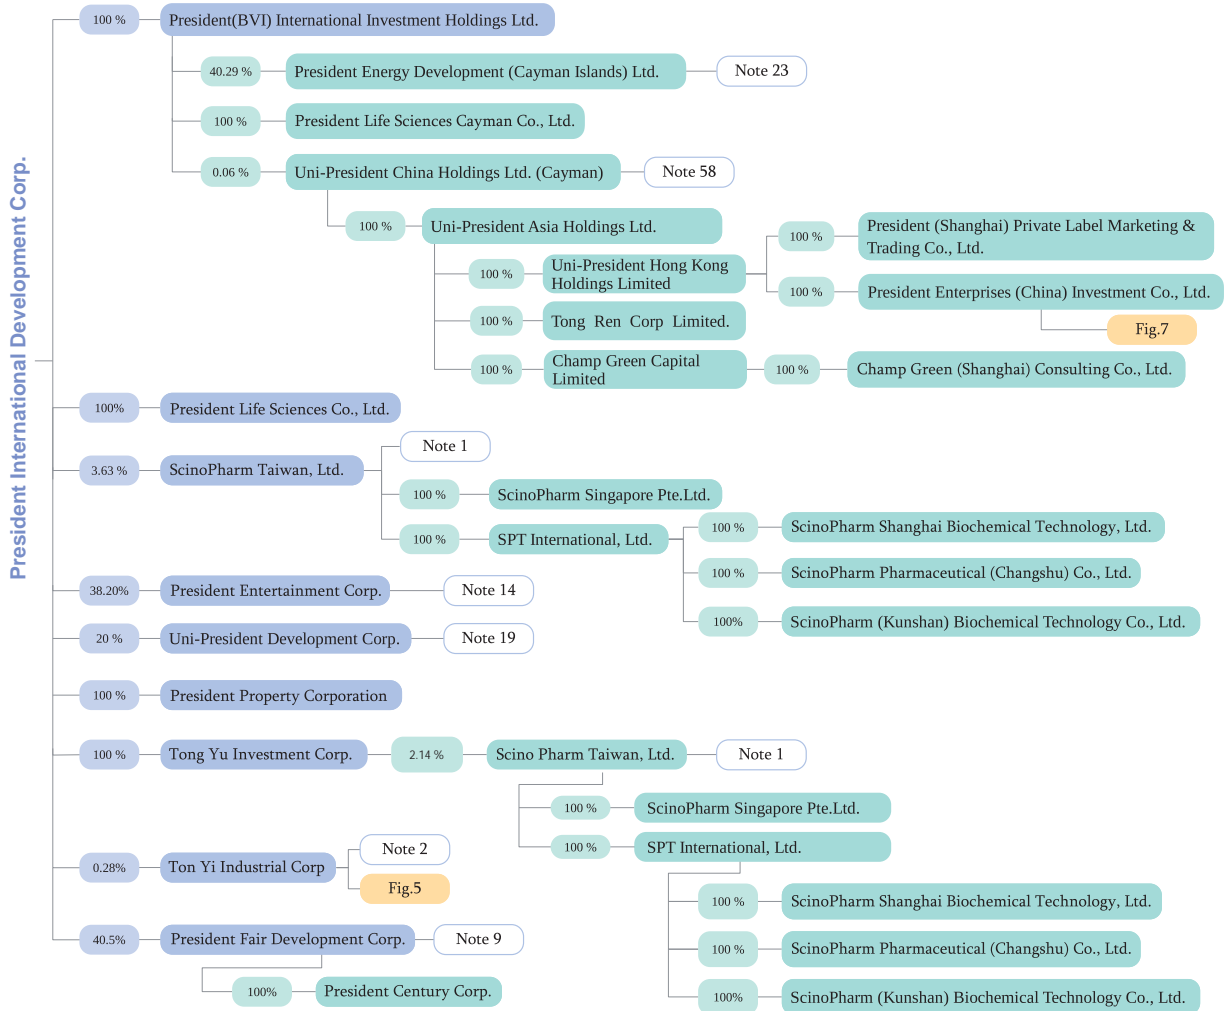 President International Development Corp.
100 %
President(BVI) International Investment Holdings Ltd.
40.29 %
President Energy Development (Cayman Islands) Ltd.
Note 23
100 %
President Life Sciences Cayman Co., Ltd.
0.06 %
Uni-President China Holdings Ltd. (Cayman)
Note 58
100 %
Uni-President Asia Holdings Ltd.
100 %
Uni-President Hong Kong
Holdings Limited
100 %
President (Shanghai) Private Label Marketing &
Trading Co., Ltd.
100 %
President Enterprises (China) Investment Co., Ltd.
Fig.7
100 %
Tong Ren Corp Limited.
100 %
Champ Green Capital
Limited
100 %
Champ Green (Shanghai) Consulting Co., Ltd.
100%
President Life Sciences Co., Ltd.
3.63 %
ScinoPharm Taiwan, Ltd.
Note 1
100 %
ScinoPharm Singapore Pte.Ltd.
100 %
SPT International, Ltd.
100 %
ScinoPharm Shanghai Biochemical Technology, Ltd.
100 %
ScinoPharm Pharmaceutical (Changshu) Co., Ltd.
100%
ScinoPharm (Kunshan) Biochemical Technology Co., Ltd.
38.20%
President Entertainment Corp.
Note 14
20 %
Uni-President Development Corp.
Note 19
100 %
President Property Corporation
100 %
Tong Yu Investment Corp.
2.14 %
Scino Pharm Taiwan, Ltd.
Note 1
100 %
ScinoPharm Singapore Pte.Ltd.
100 %
SPT International, Ltd.
100 %
ScinoPharm Shanghai Biochemical Technology, Ltd.
100 %
ScinoPharm Pharmaceutical (Changshu) Co., Ltd.
100%
ScinoPharm (Kunshan) Biochemical Technology Co., Ltd.
0.28%
Ton Yi Industrial Corp
Note 2
Fig.5
40.5%
President Fair Development Corp.
Note 9
100%
President Century Corp.